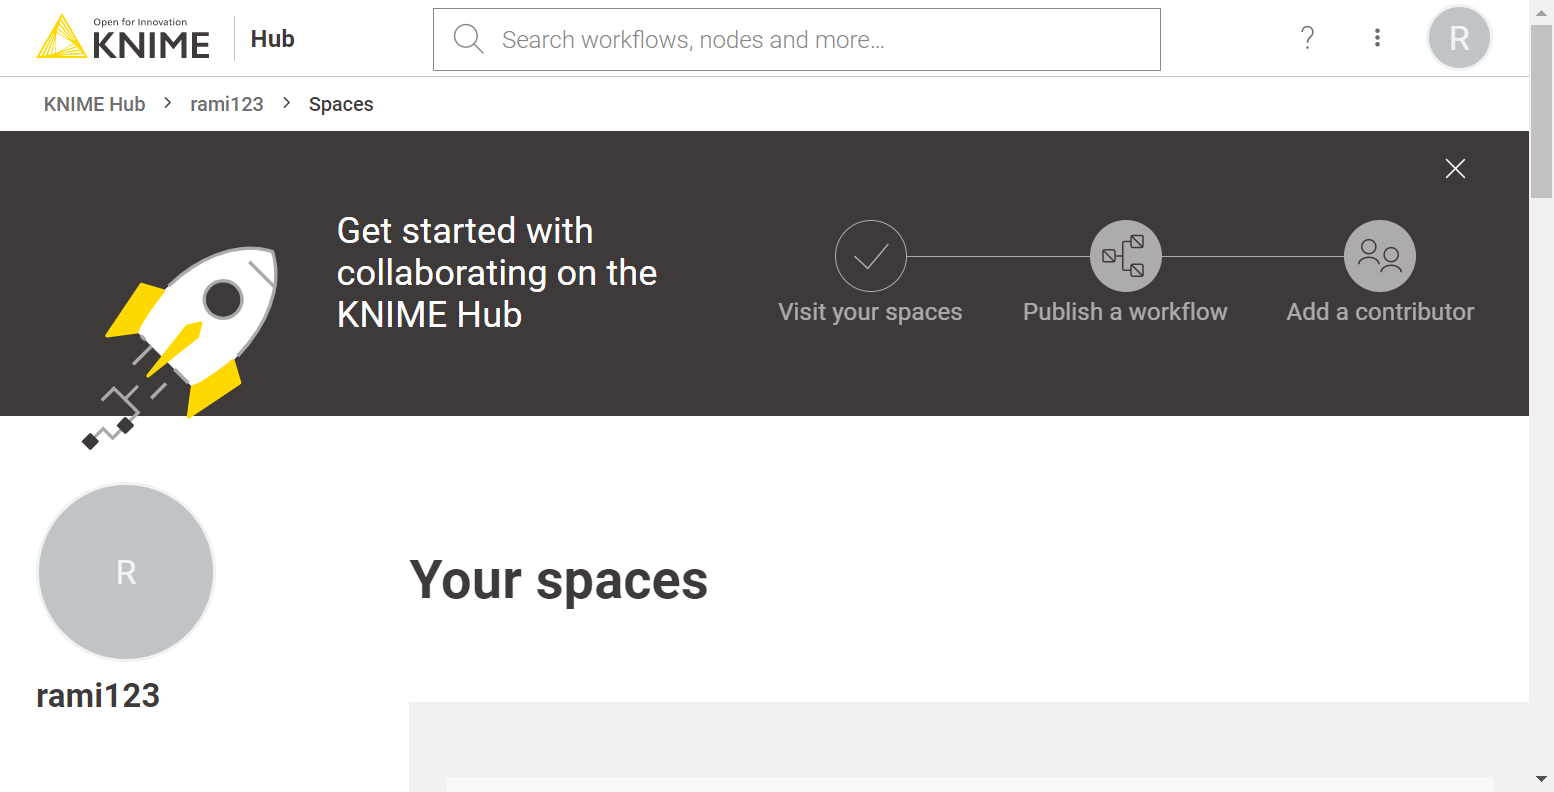 Open for Innovation
KNIME
Hub
Search workflows, nodes and more...
?
R
KNIME Hub > rami123 > Spaces
Get started with
collaborating on the
KNIME Hub
Visit your spaces
Publish a workflow
Add a contributor
R
rami123
Your spaces